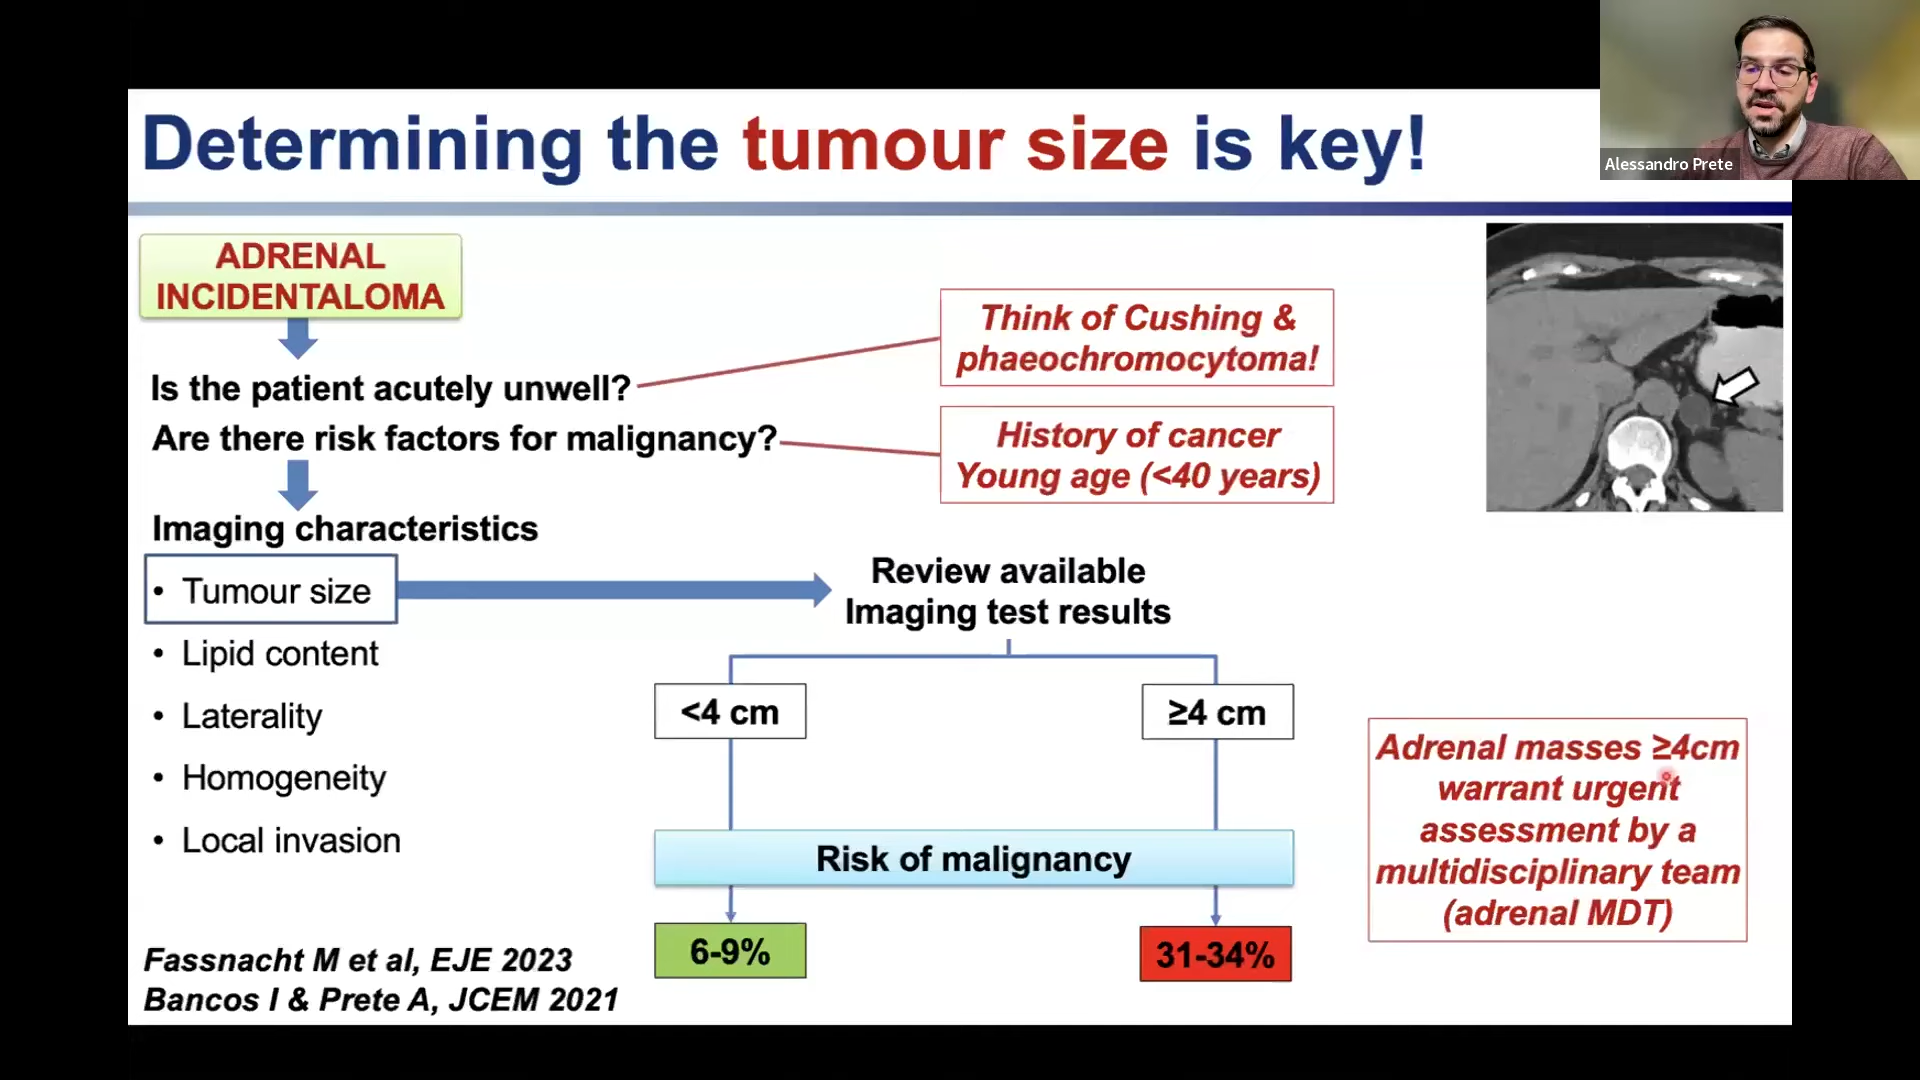 Determining the tumour size is key!
Alessandro Prete
ADRENAL
INCIDENTALOMA
Is the patient acutely unwell?
Think of Cushing &
phaeochromocytoma!
Are there risk factors for malignancy?
History of cancer
Young age (<40 years)
Imaging characteristics
• Tumour size
• Lipid content
• Laterality
• Homogeneity
• Local invasion
Review available
Imaging test results
<4 cm
≥4 cm
Risk of malignancy
6-9%
31-34%
Adrenal masses ≥4cm
warrant urgent
assessment by a
multidisciplinary team
(adrenal MDT)
Fassnacht M et al, EJE 2023
Bancos I & Prete A, JCEM 2021